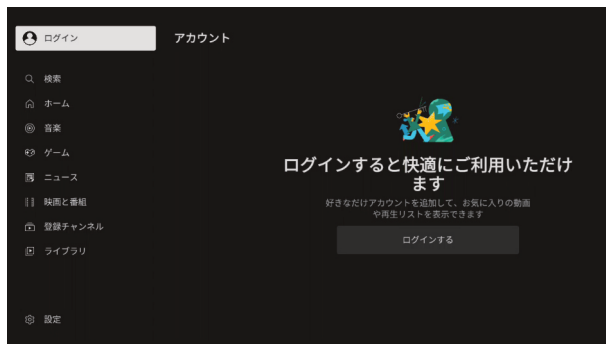 ログイン
アカウント
検索
ホーム
音楽
ゲーム
ニュース
映画と番組
登録チャンネル
ライブラリ
設定
ログインすると快適にご利用いただけ
ます
好きなだけアカウントを追加して、お気に入りの動画
や再生リストを表示できます
ログインする